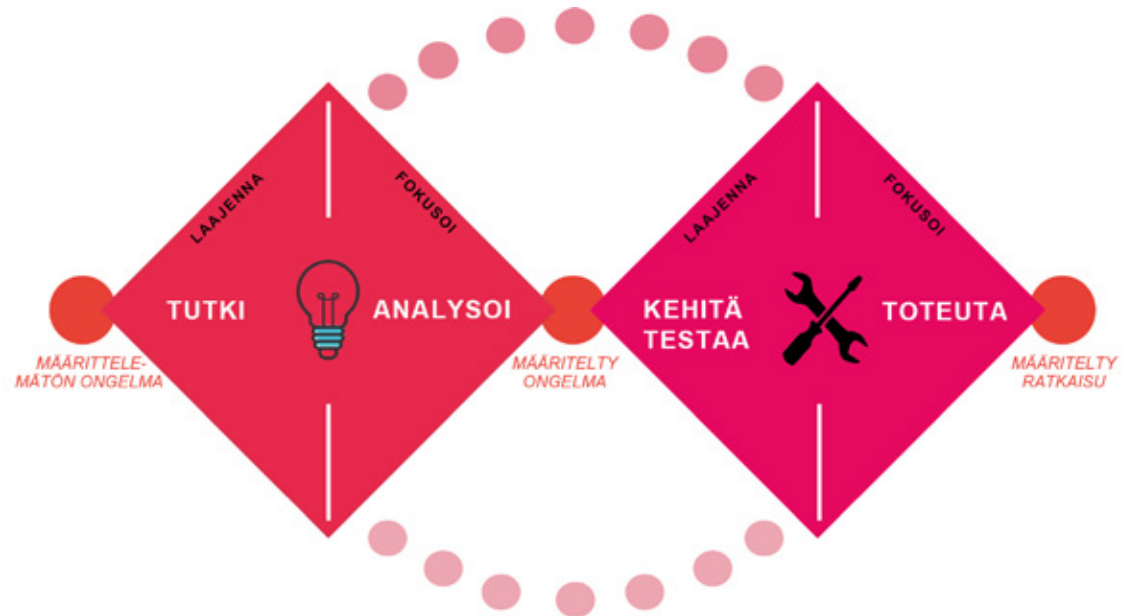 LAAJENNA
FOKUSOI
TUTKI
ANALYSOI
MÄÄRITTELE-
MÄTÖN ONGELMA
MÄÄRITELTY
ONGELMA
LAAJENNA
FOKUSOI
KEHITÄ
TESTAA
TOTEUTA
MÄÄRITELTY
RATKAISU